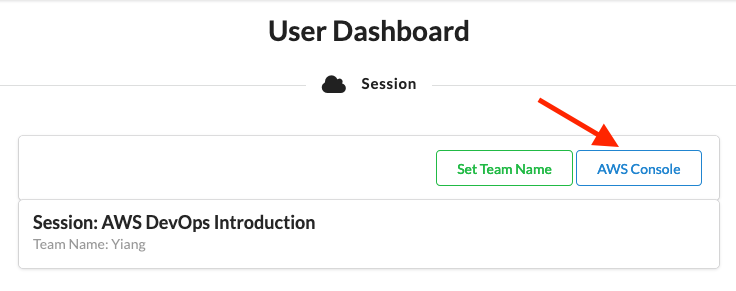 User Dashboard
Session
Set Team Name AWS Console
Session: AWS DevOps Introduction
Team Name: Yiang